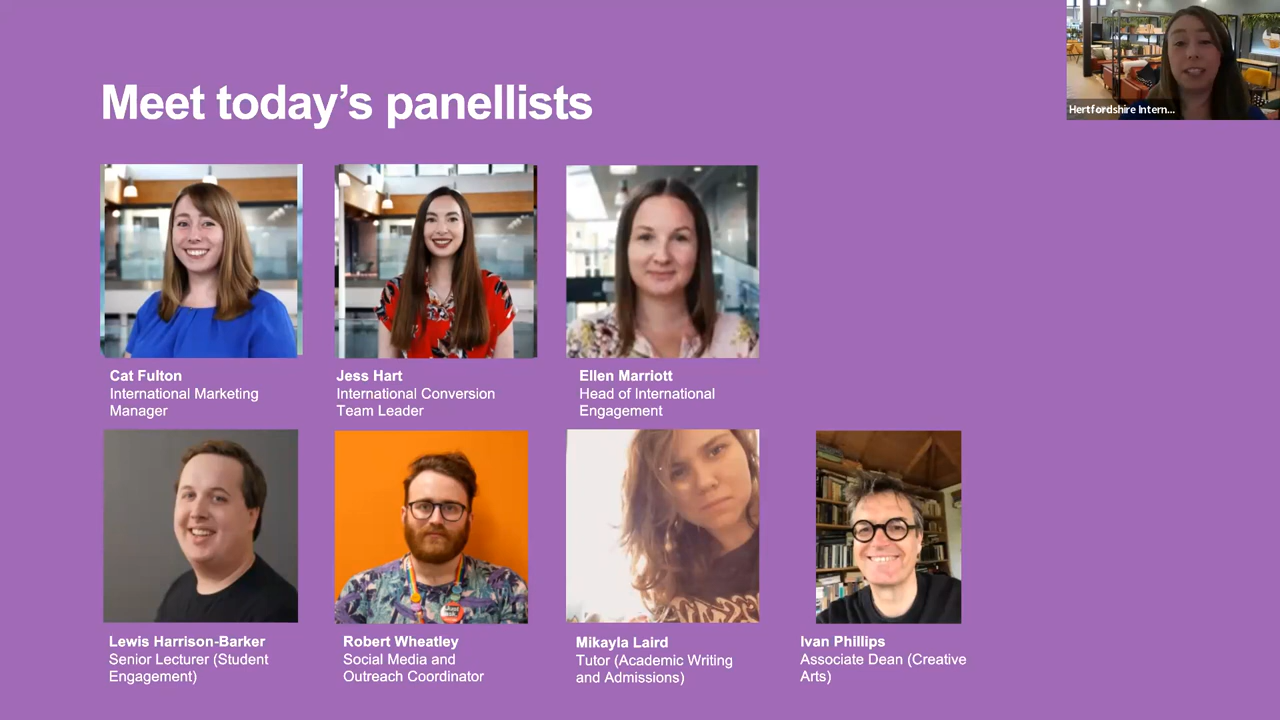 Meet today's panellists
Hertfordshire Intern...
Cat Fulton
International Marketing
Manager
Jess Hart
International Conversion
Team Leader
Ellen Marriott
Head of International
Engagement
Lewis Harrison-Barker
Senior Lecturer (Student
Engagement)
Robert Wheatley
Social Media and
Outreach Coordinator
Mikayla Laird
Tutor (Academic Writing
and Admissions)
Ivan Phillips
Associate Dean (Creative
Arts)